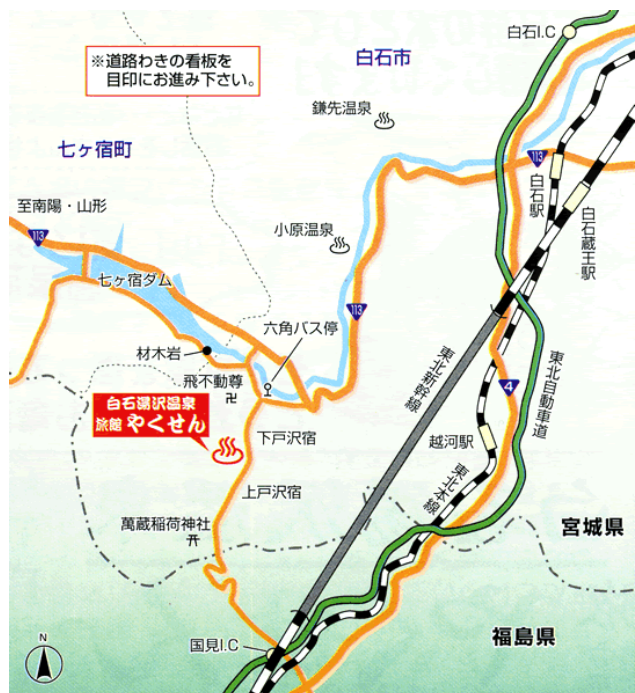 ※道路わきの看板を
目印にお進み下さい。
白石I.C
白石市
鎌先温泉
七ヶ宿町
113
白石駅
白石蔵王駅
至南陽・山形
113
小原温泉
七ヶ宿ダム
113
六角バス停
材木岩
飛不動尊
卍
東北新幹線
東北自動車道
4
白石湯沢温泉
旅館 やくせん
下戸沢宿
越河駅
上戸沢宿
東北本線
萬蔵稲荷神社
宮城県
国見I.C
福島県
N